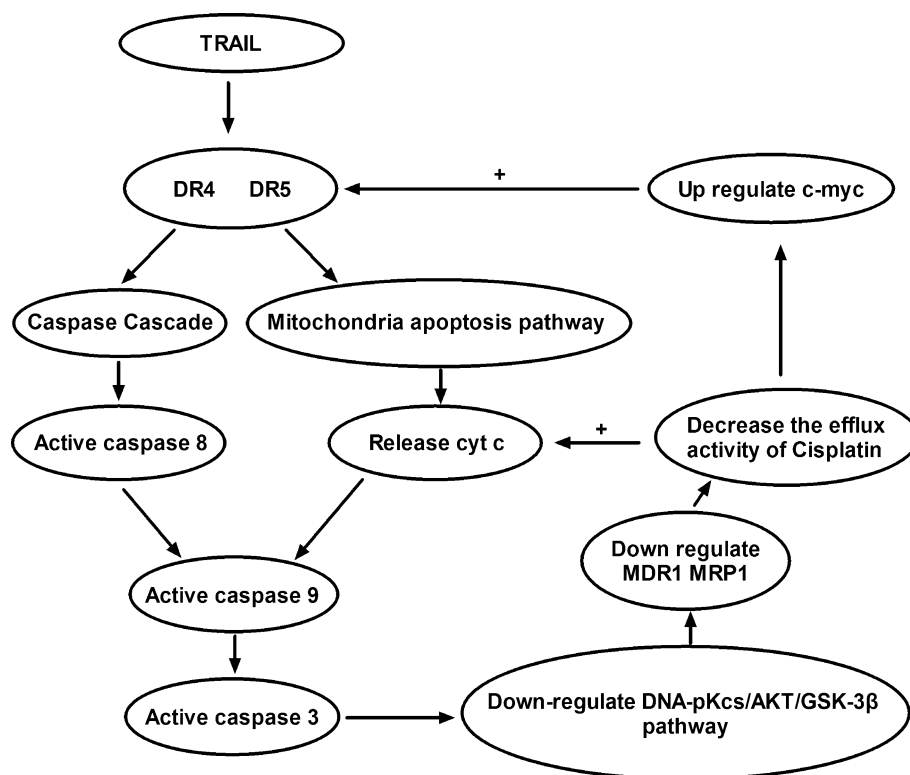 TRAIL
DR4 DR5
+
Up regulate c-myc
Caspase Cascade
Mitochondria apoptosis pathway
Active caspase 8
Release cyt c
+
Decrease the efflux
activity of Cisplatin
Down regulate
MDR1 MRP1
Active caspase 9
Active caspase 3
Down-regulate DNA-pKcs/AKT/GSK-3β
pathway